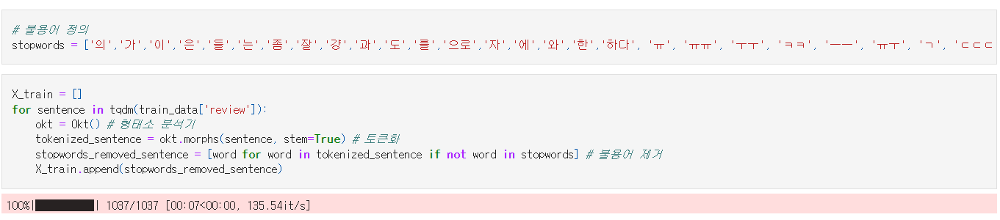 # 불용어 정의
stopwords = ['의','가','이','은','들','는','좀','잘','걍','과','도','를','으로','자','에','와','한','하다', 'ㅠ', 'ㅠㅠ', 'ㅜㅜ', 'ㅋㅋ', 'ㅡㅡ', 'ㅠㅜ', 'ㄱ', 'ㄷㄷㄷ
X_train = []
for sentence in tqdm(train_data['review']):
    okt = Okt() # 형태소 분석기
    tokenized_sentence = okt.morphs(sentence, stem=True) # 토큰화
    stopwords_removed_sentence = [word for word in tokenized_sentence if not word in stopwords] # 불용어 제거
    X_train.append(stopwords_removed_sentence)
100%|██████████| 1037/1037 [00:07<00:00, 135.54it/s]